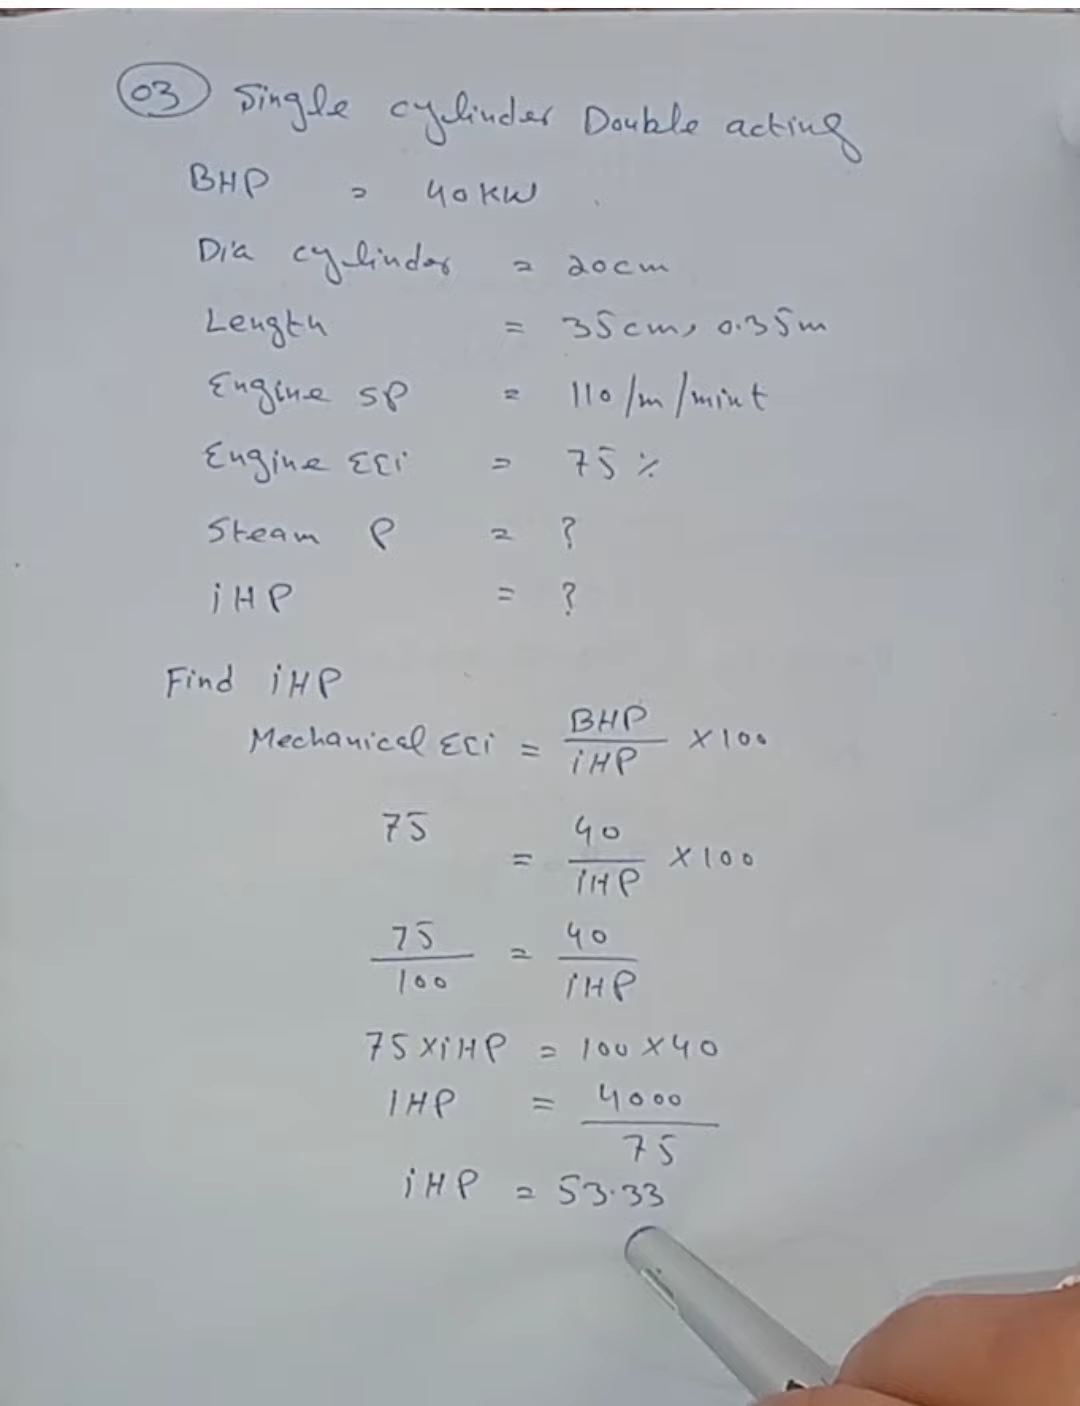 03 Single cylinder Double acting
BHP = 40 KW
Dia cylinder = 20cm
Length = 35cm, 0.35m
Engine SP = 110/m/mint
Engine EFi = 75 %
Steam P = ?
iHP = ?
Find iHP
Mechanical EFi = BHP / iHP × 100
75 = 40 / iHP × 100
75 / 100 = 40 / iHP
75 × iHP = 100 × 40
IHP = 4000 / 75
iHP = 53.33